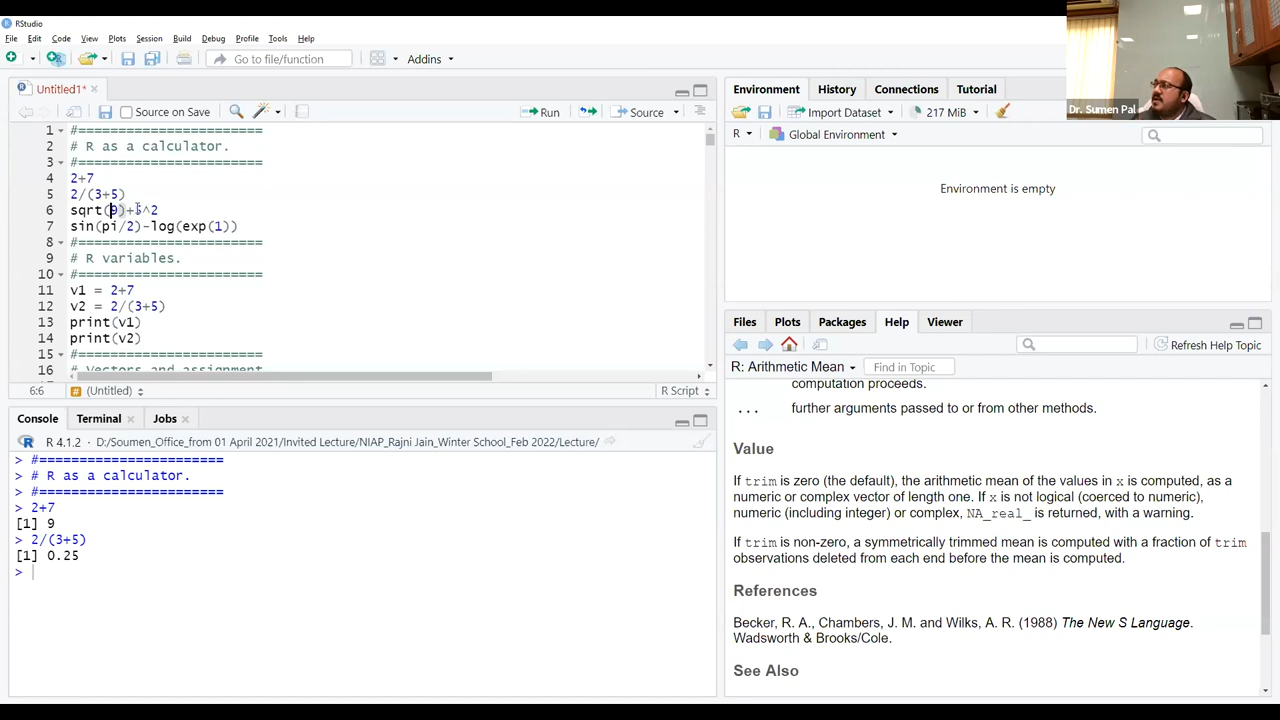 RStudio
File Edit Code View Plots Session Build Debug Profile Tools Help
Go to file/function
Addins
Untitled1*
Source on Save
Run
Source
1 #========================
2 # R as a calculator.
3 #========================
4 2+7
5 2/(3+5)
6 sqrt(9)+5^2
7 sin(pi/2)-log(exp(1))
8 #========================
9 # R variables.
10 #========================
11 v1 = 2+7
12 v2 = 2/(3+5)
13 print(v1)
14 print(v2)
15 #========================
16 # Vectors and assignment
6:6
(Untitled)
R Script
Console Terminal Jobs
R 4.1.2 · D:/Soumen_Office_from 01 April 2021/Invited Lecture/NIAP_Rajni Jain_Winter School_Feb 2022/Lecture/
> #========================
> # R as a calculator.
> #========================
> 2+7
[1] 9
> 2/(3+5)
[1] 0.25
>
Environment History Connections Tutorial
Import Dataset
217 MiB
R
Global Environment
Environment is empty
Dr. Sumen Pal
Files Plots Packages Help Viewer
Refresh Help Topic
R: Arithmetic Mean
Find in Topic
computation proceeds.
... further arguments passed to or from other methods.
Value
If trim is zero (the default), the arithmetic mean of the values in x is computed, as a
numeric or complex vector of length one. If x is not logical (coerced to numeric),
numeric (including integer) or complex, NA_real_ is returned, with a warning.
If trim is non-zero, a symmetrically trimmed mean is computed with a fraction of trim
observations deleted from each end before the mean is computed.
References
Becker, R. A., Chambers, J. M. and Wilks, A. R. (1988) The New S Language.
Wadsworth & Brooks/Cole.
See Also